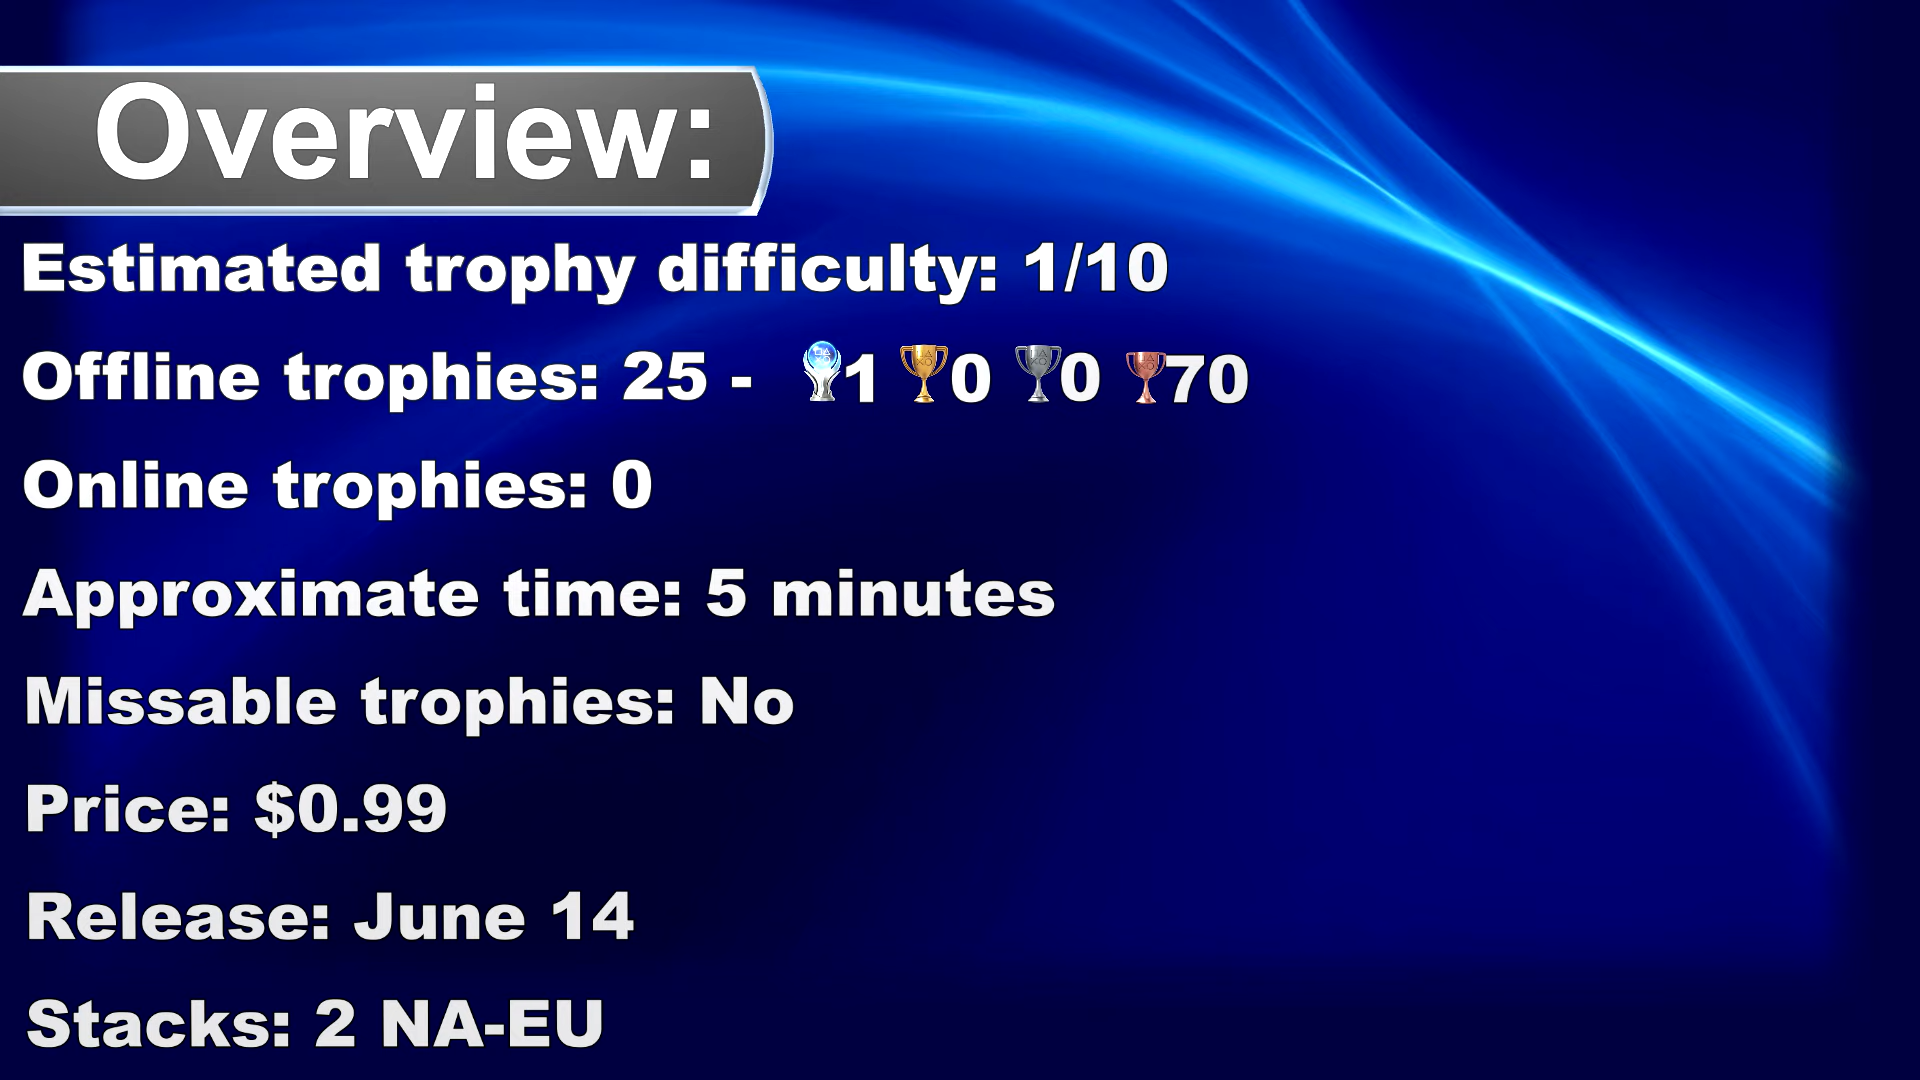 Overview:
Estimated trophy difficulty: 1/10
Offline trophies: 25 - 1 0 0 70
Online trophies: 0
Approximate time: 5 minutes
Missable trophies: No
Price: $0.99
Release: June 14
Stacks: 2 NA-EU